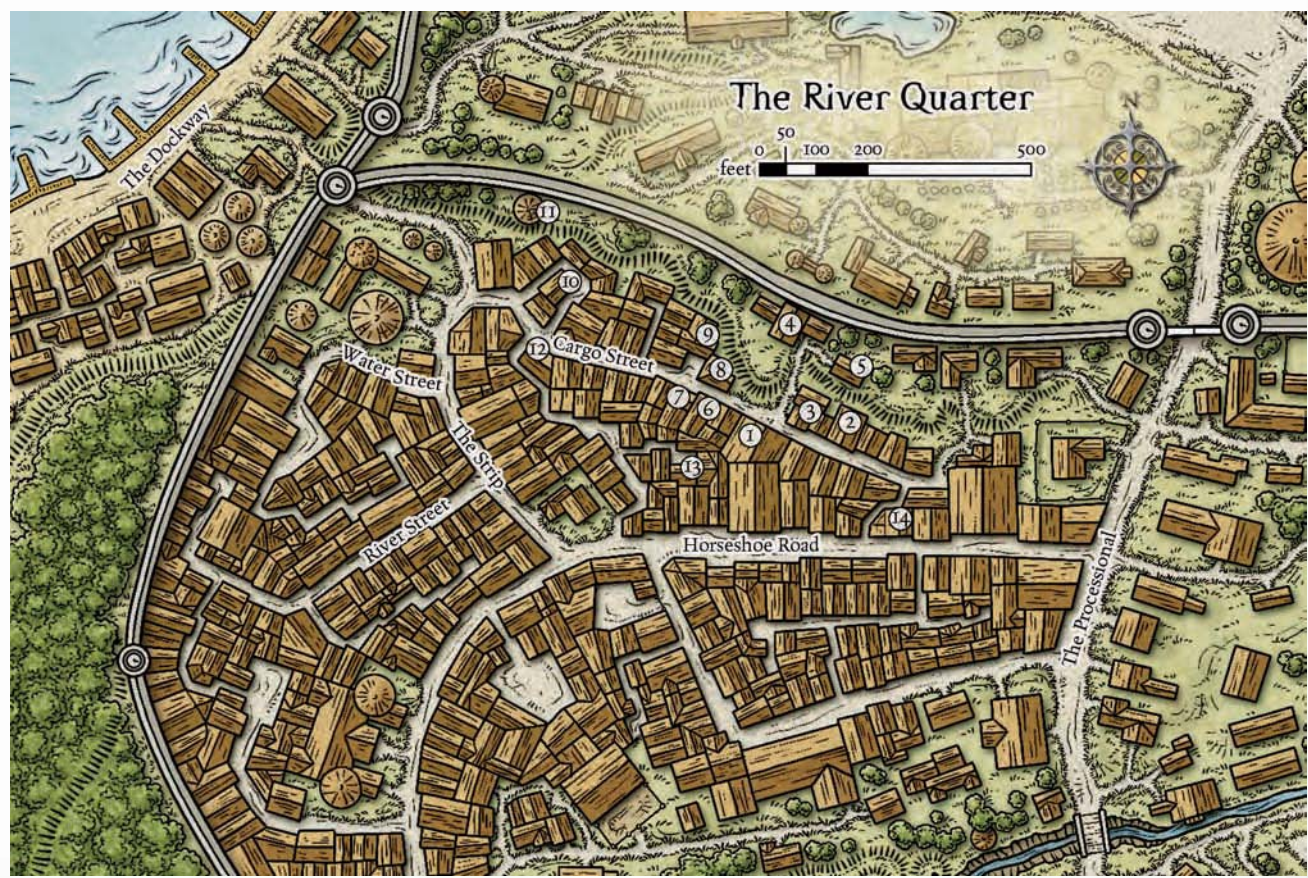 The River Quarter
N
50
0 100 200 500
feet
The Dockway
11
10
4
9
12
Cargo Street
Water Street
5
8
7
6
3
2
1
The Strip
13
River Street
14
Horseshoe Road
The Processional